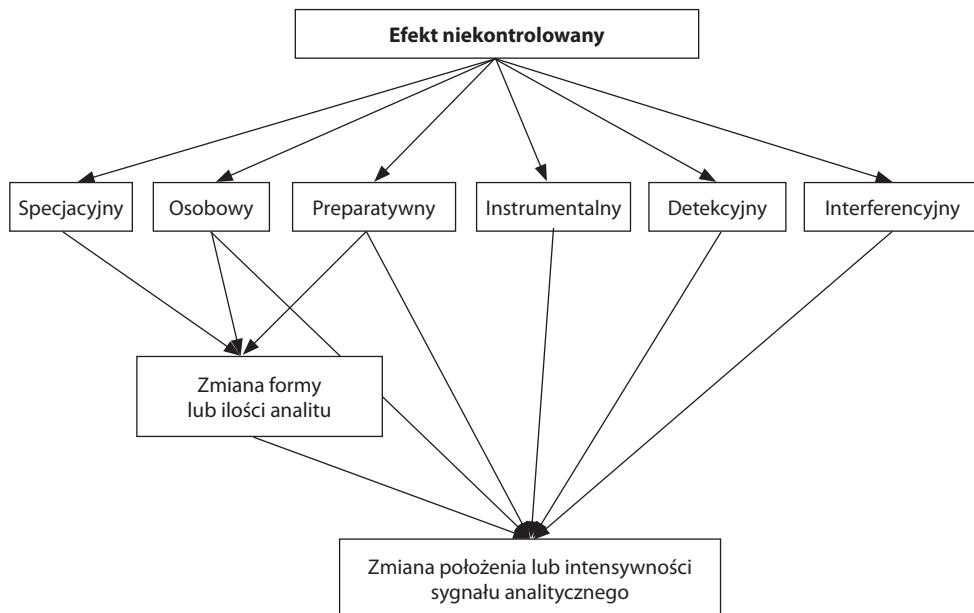 Efekt niekontrolowany
Specjacyjny
Osobowy
Preparatywny
Instrumentalny
Detekcyjny
Interferencyjny
Zmiana formy
lub ilości analitu
Zmiana położenia lub intensywności
sygnału analitycznego